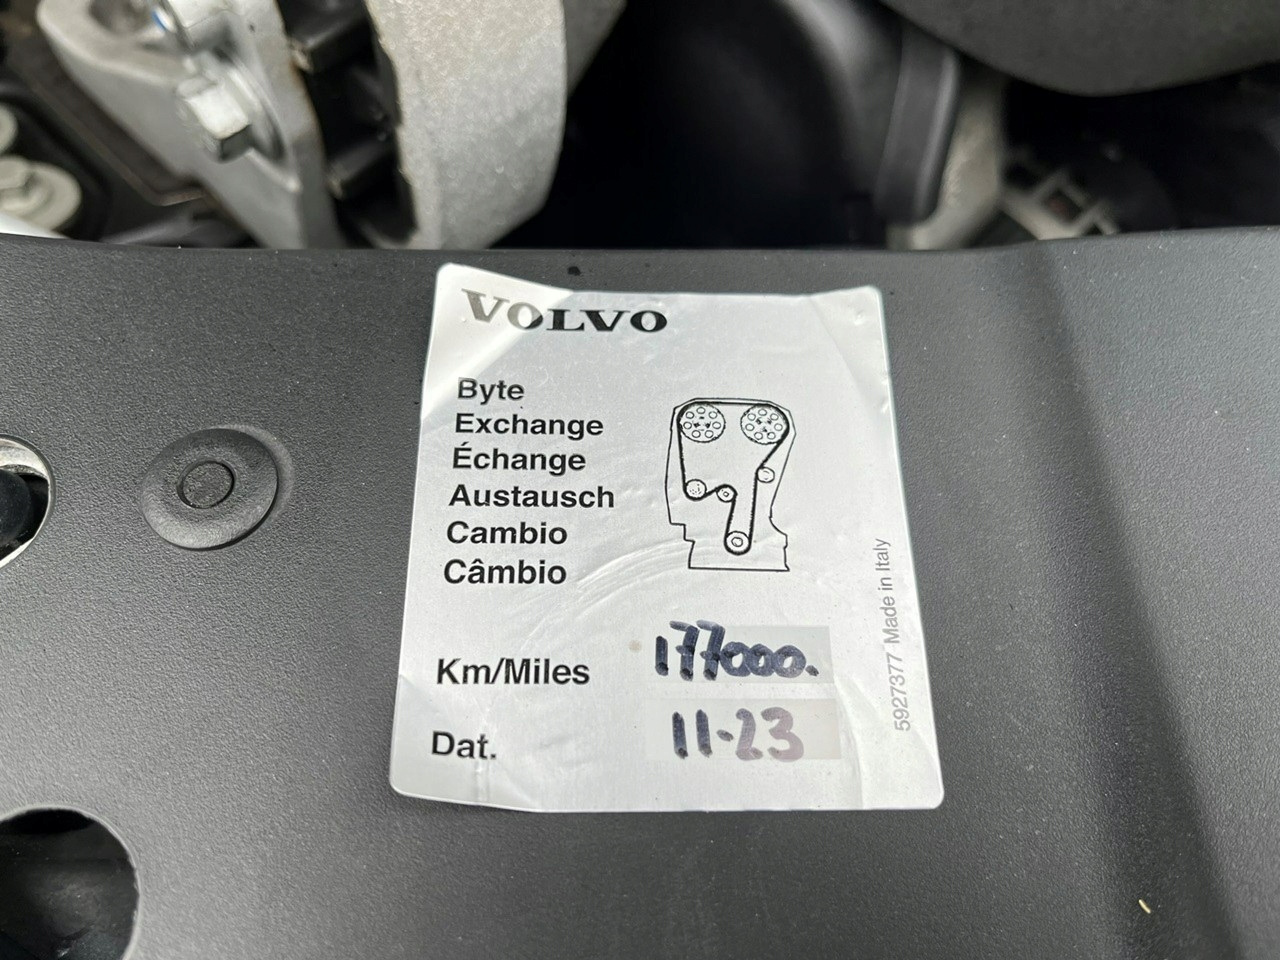 VOLVO
Byte
Exchange
Échange
Austausch
Cambio
Câmbio
Km/Miles 177000.
Dat. 11-23
5927377 Made in Italy